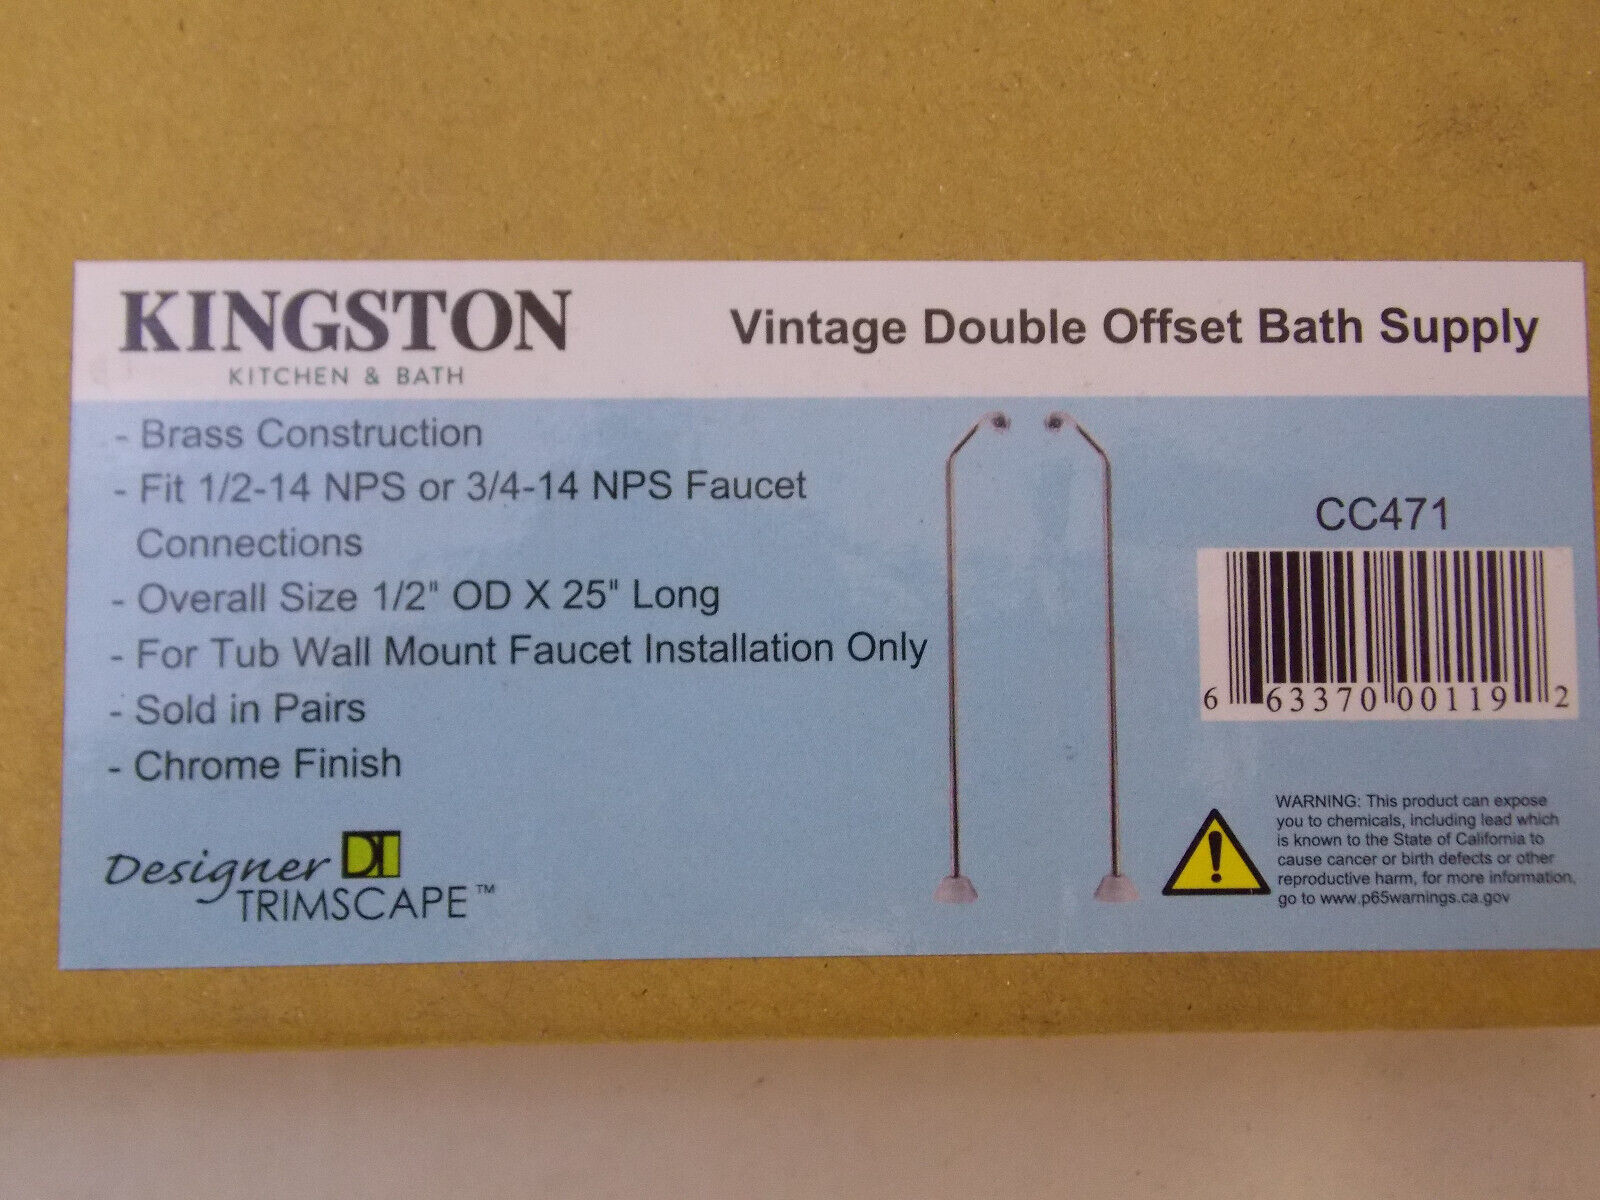 KINGSTON
KITCHEN & BATH
Vintage Double Offset Bath Supply
- Brass Construction
- Fit 1/2-14 NPS or 3/4-14 NPS Faucet
Connections
- Overall Size 1/2" OD X 25" Long
- For Tub Wall Mount Faucet Installation Only
- Sold in Pairs
- Chrome Finish
Designer DT
TRIMSCAPE™
CC471
6 63370 00119 2
WARNING: This product can expose
you to chemicals, including lead which
is known to the State of California to
cause cancer or birth defects or other
reproductive harm, for more information,
go to www.p65warnings.ca.gov